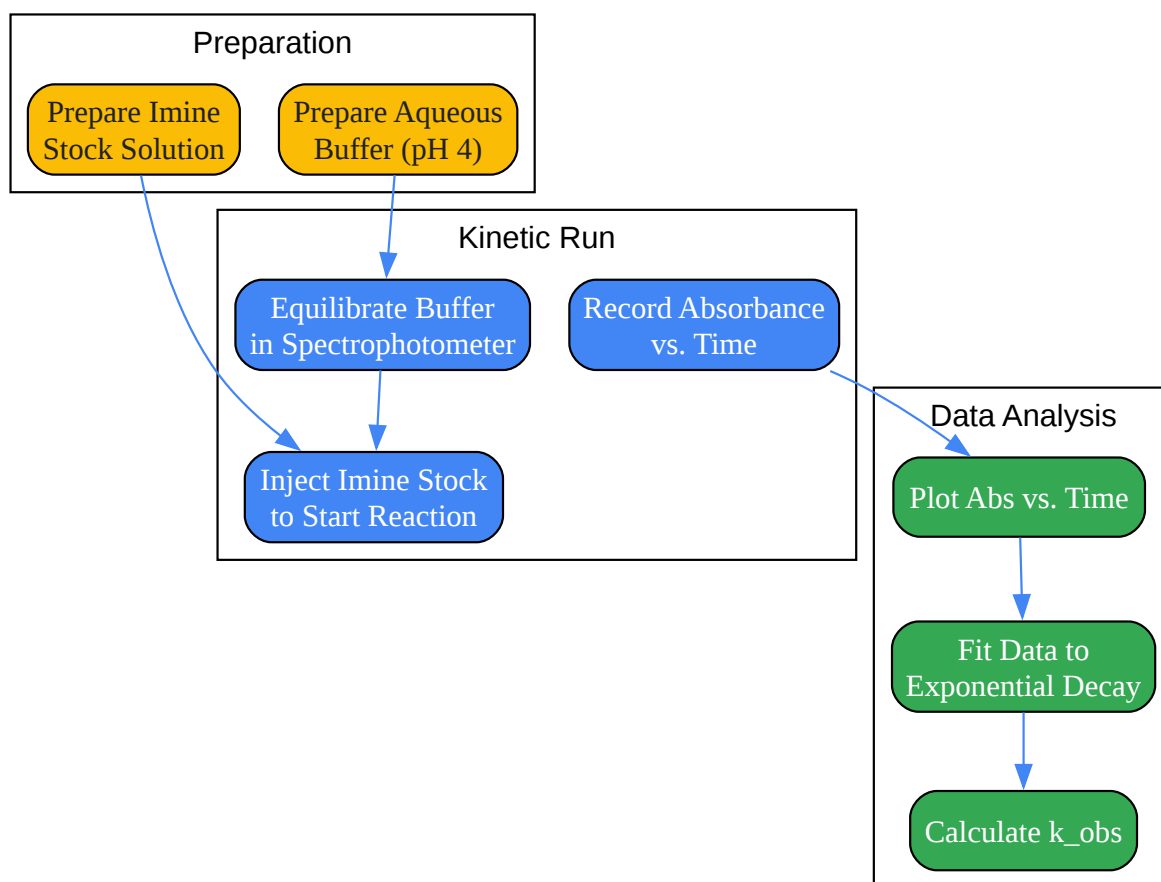 Preparation
Prepare Imine
Stock Solution
Prepare Aqueous
Buffer (pH 4)
Kinetic Run
Equilibrate Buffer
in Spectrophotometer
Record Absorbance
vs. Time
Inject Imine Stock
to Start Reaction
Data Analysis
Plot Abs vs. Time
Fit Data to
Exponential Decay
Calculate k_obs